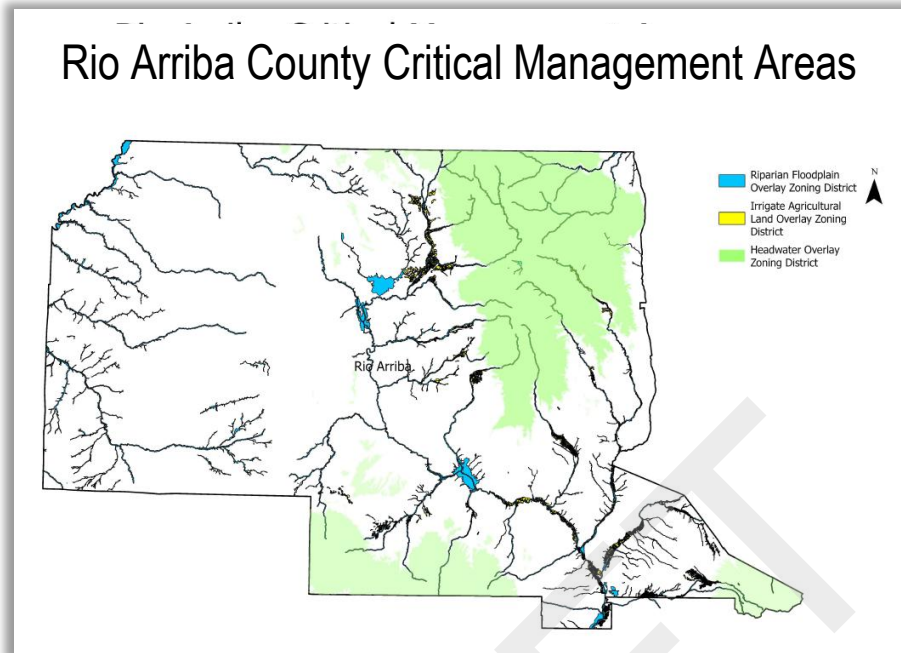 Rio Arriba County Critical Management Areas
Riparian Floodplain
Overlay Zoning District
N
Irrigate Agricultural
Land Overlay Zoning
District
Headwater Overlay
Zoning District
Rio Arriba